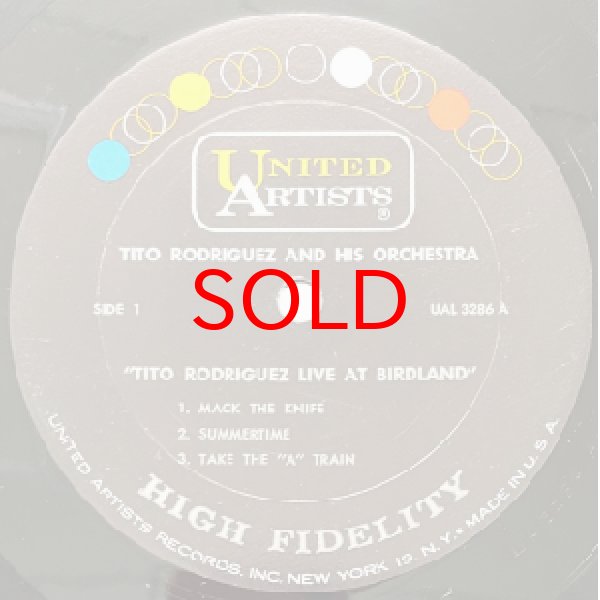 UNITED
ARTISTS
®
TITO RODRIGUEZ AND HIS ORCHESTRA
SIDE 1
SOLD
UAL 3286 A
"TITO RODRIGUEZ LIVE AT BIRDLAND"
1. MACK THE KNIFE
2. SUMMERTIME
3. TAKE THE "A" TRAIN
HIGH FIDELITY
UNITED ARTISTS RECORDS, INC. NEW YORK 19 N.Y. • MADE IN U.S.A.